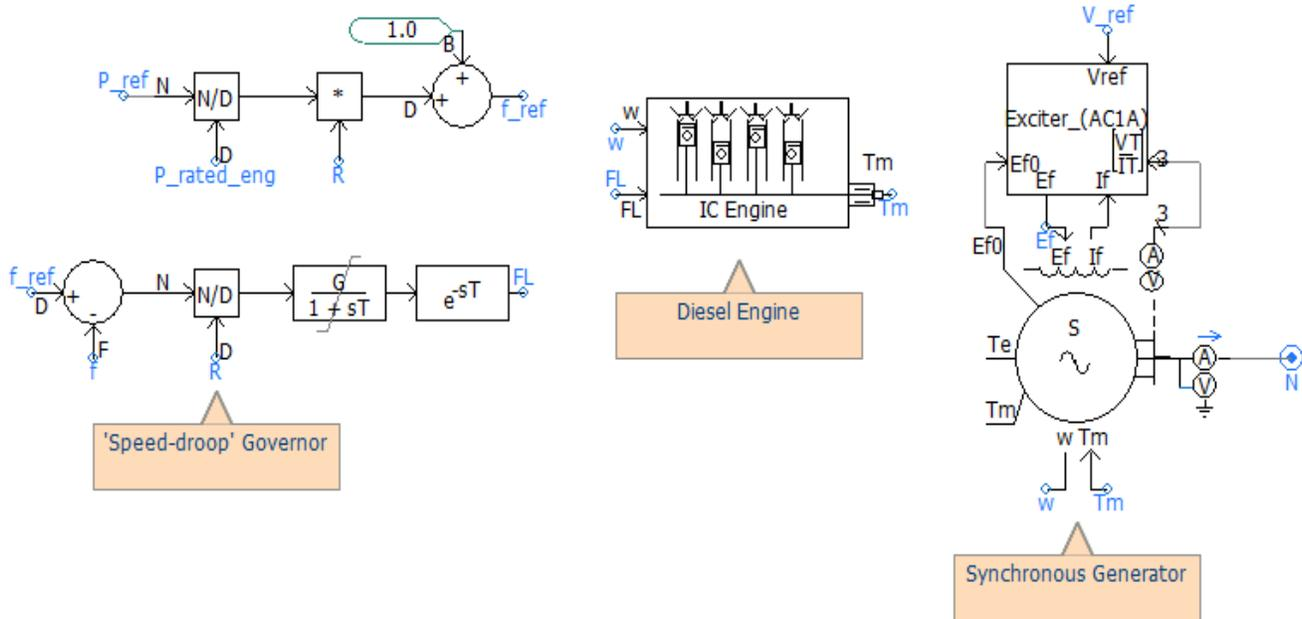 1.0
B
+
P_ref
N
N/D
*
D
+
f_ref
D
P_rated_eng
R
f_ref
D
+
-
F
f
N
N/D
D
R
G
1 + sT
e^-sT
FL
'Speed-droop' Governor
w
w
FL
FL
IC Engine
Tm
Tm
Diesel Engine
V_ref
Vref
Exciter_(AC1A)
VT
IT
3
Ef0
Ef
If
3
Ef0
Ef
Ef
If
A
V
S
Te
Tm
A
V
N
w Tm
w
Tm
Synchronous Generator